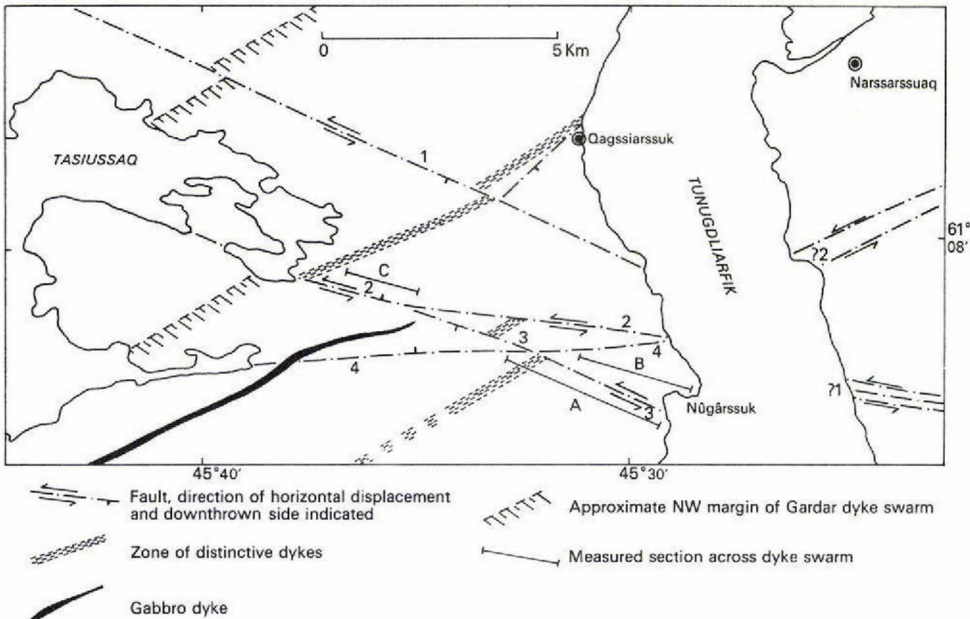 0 5 Km
Narssarssuaq
Qagssiarssuk
TASIUSSAQ
1
TUNUGDLIARFIK
61°
08'
?2
C
2
2
3
4
B
4
?1
A
3
Nûgârssuk
45°40' 45°30'
Fault, direction of horizontal displacement
and downthrown side indicated
Approximate NW margin of Gardar dyke swarm
Zone of distinctive dykes
Measured section across dyke swarm
Gabbro dyke